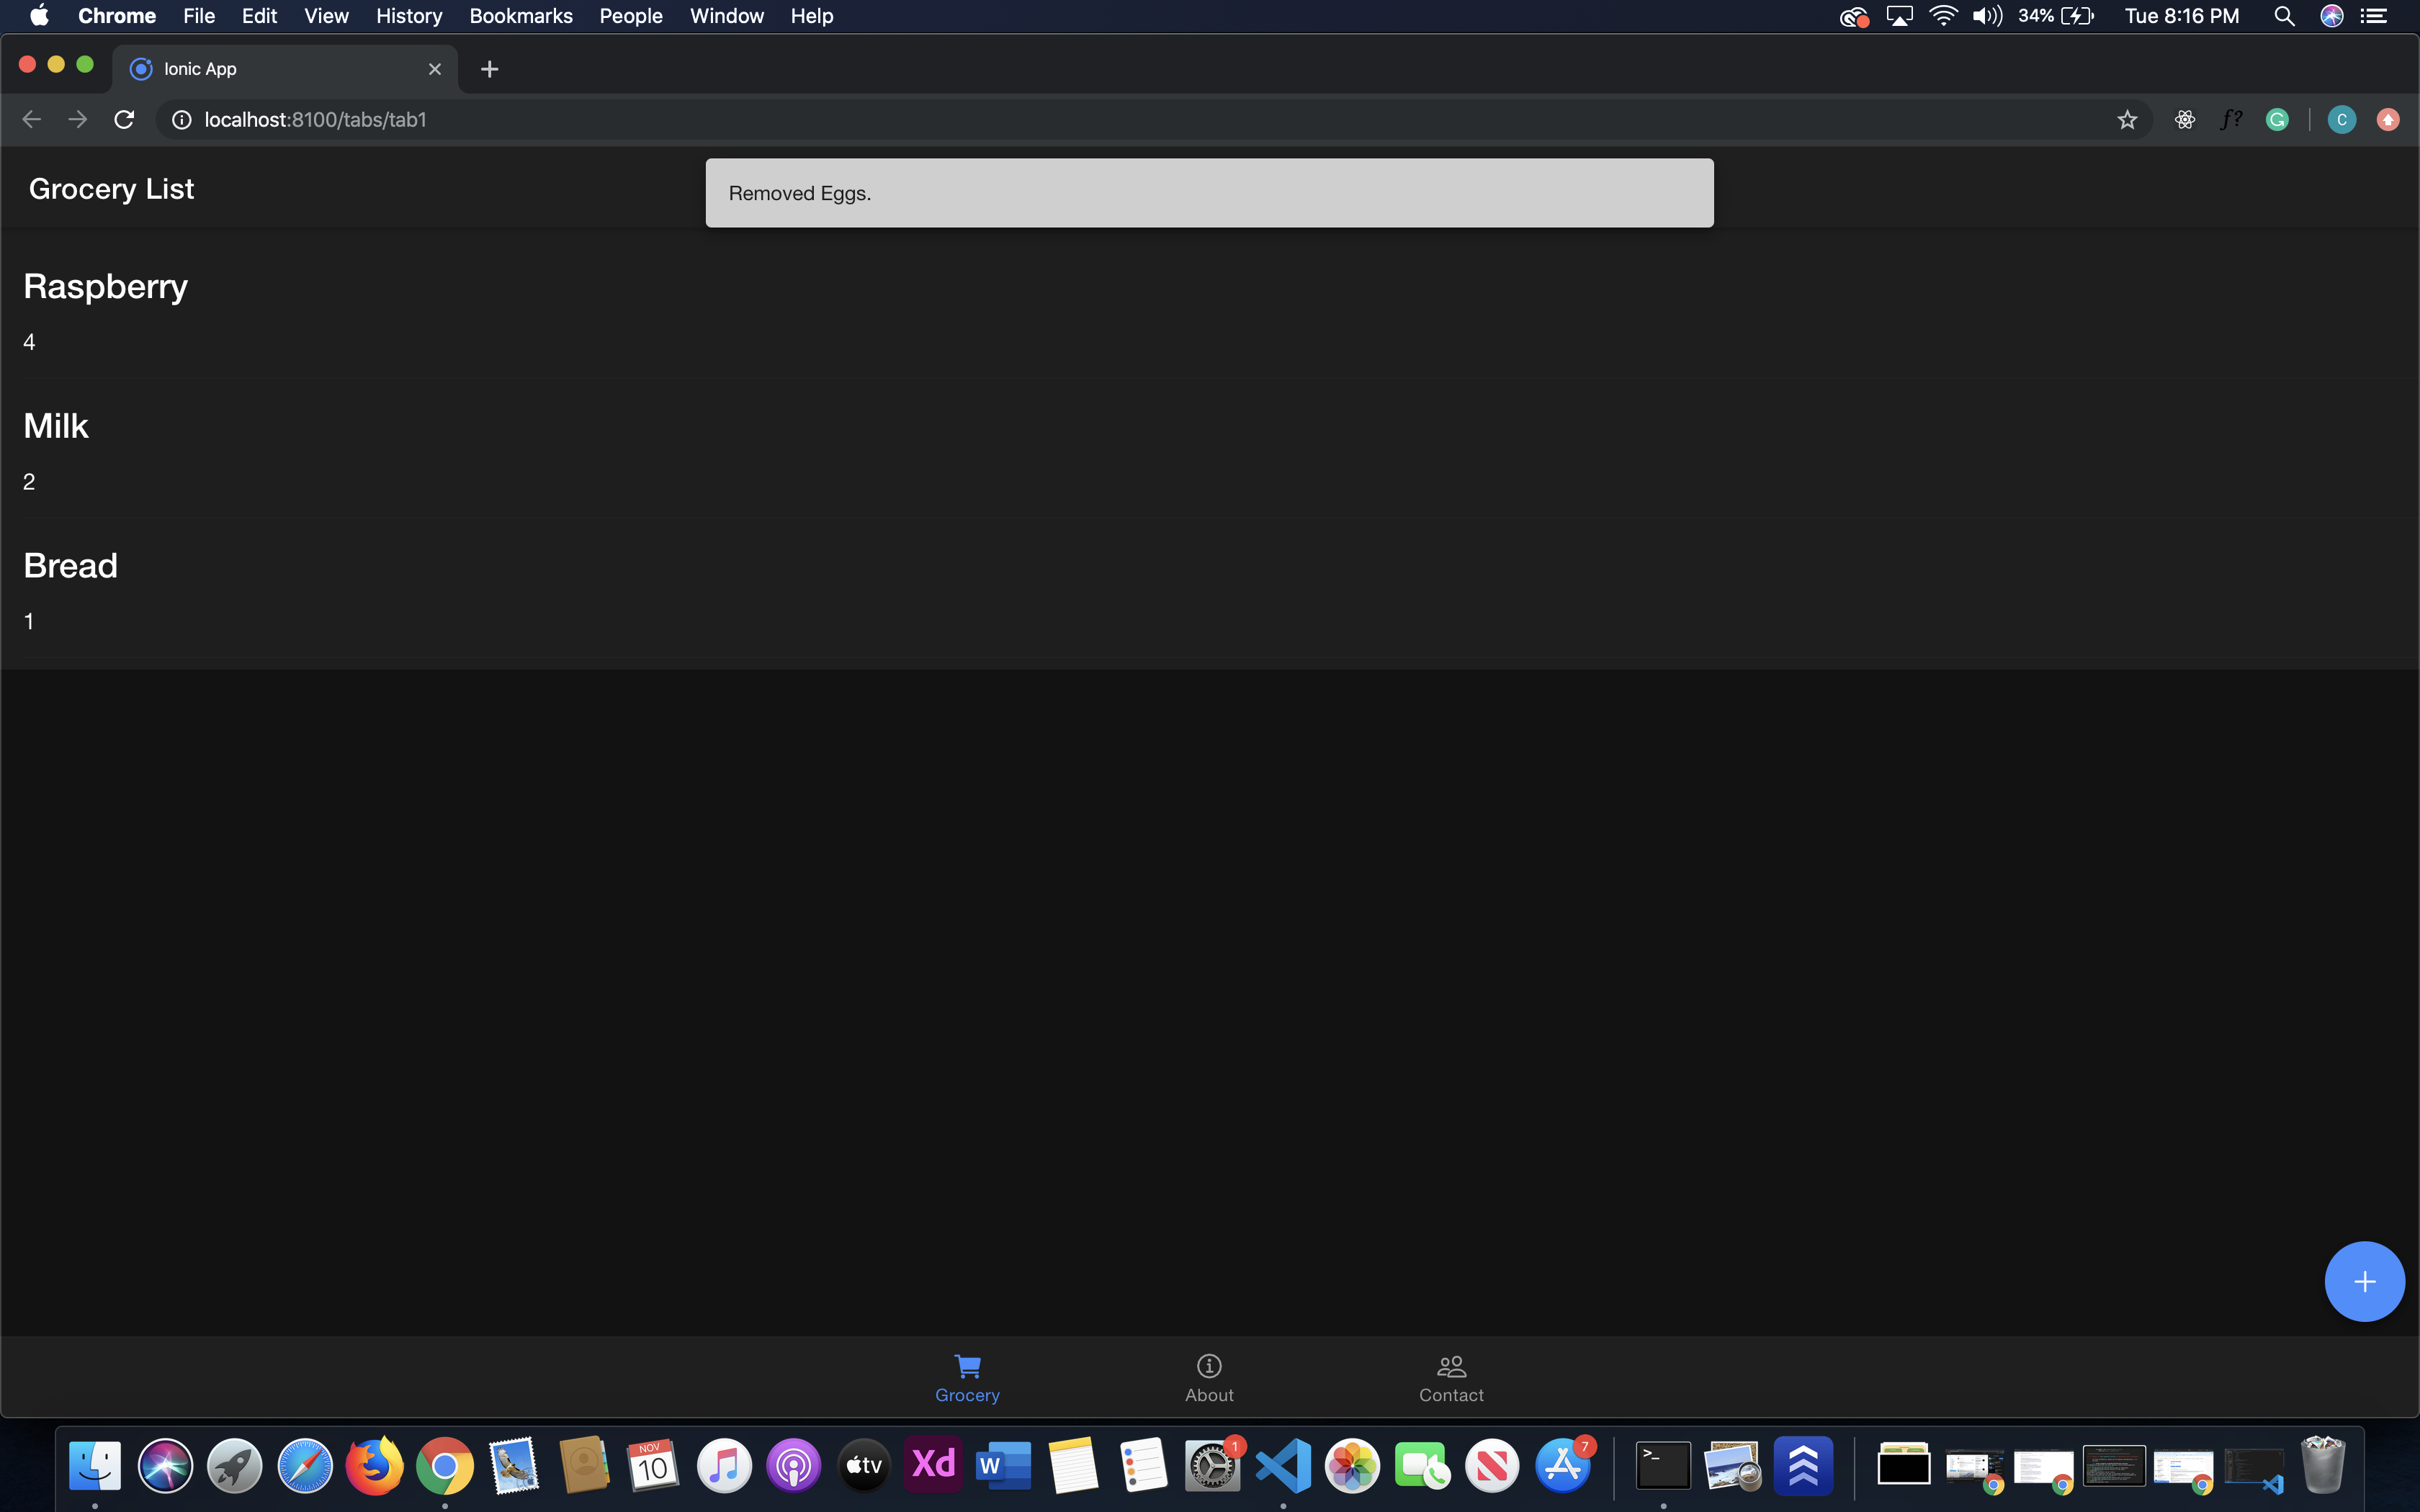 Chrome File Edit View History Bookmarks People Window Help 34% Tue 8:16 PM
Ionic App
localhost:8100/tabs/tab1 f? C
Grocery List
Removed Eggs.
Raspberry
4
Milk
2
Bread
1
Grocery About Contact
NOV
10
tv
Xd
W
1
7
>_